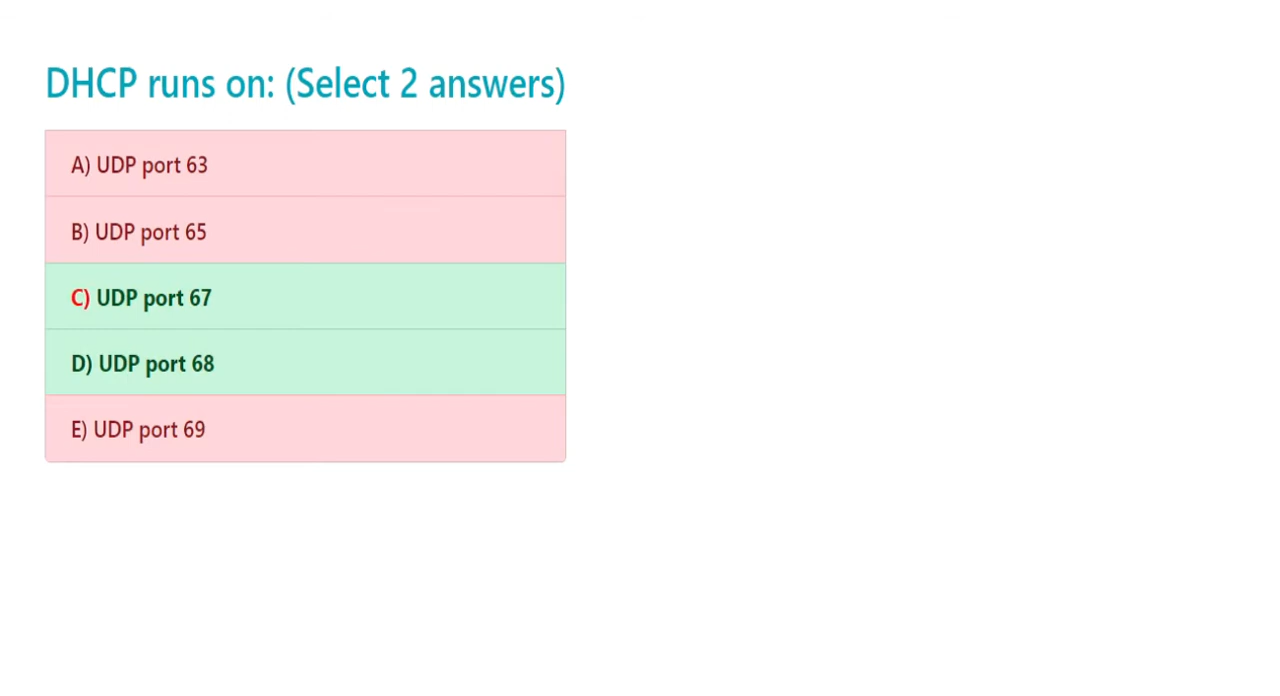 DHCP runs on: (Select 2 answers)
A) UDP port 63
B) UDP port 65
C) UDP port 67
D) UDP port 68
E) UDP port 69